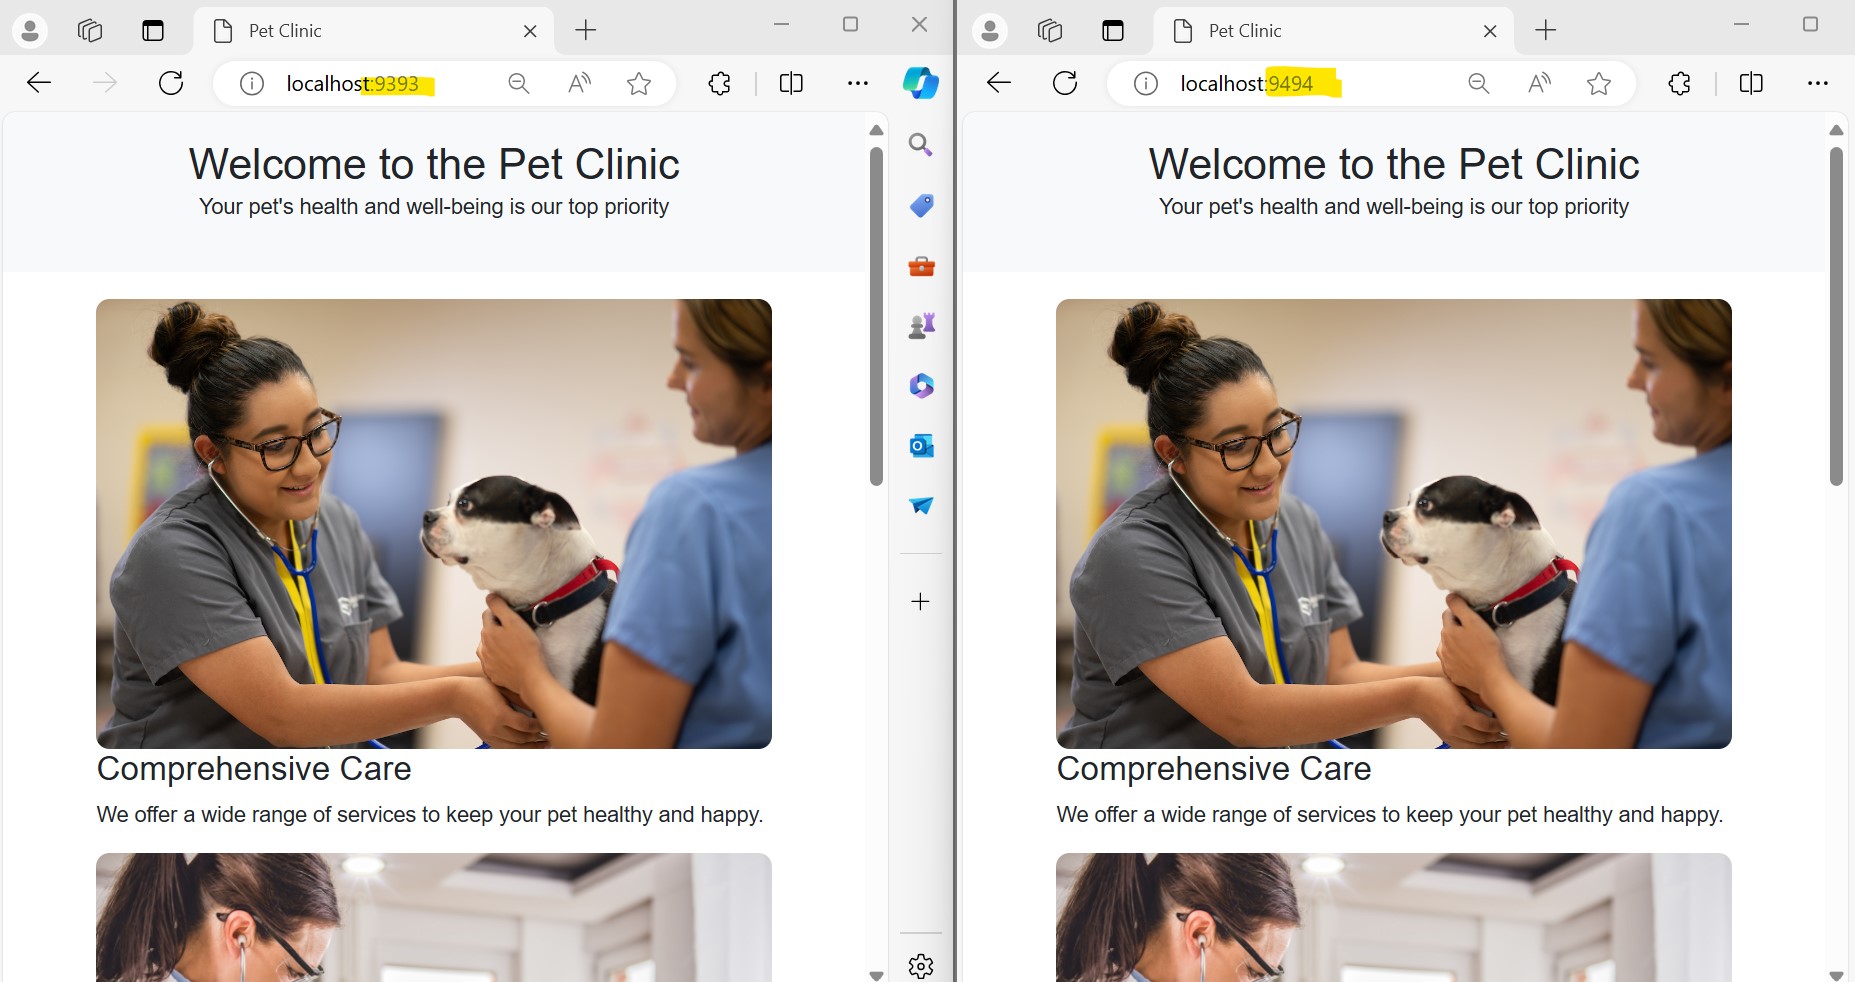 Pet Clinic
localhost:9393
Welcome to the Pet Clinic
Your pet's health and well-being is our top priority
Comprehensive Care
We offer a wide range of services to keep your pet healthy and happy.
Pet Clinic
localhost:9494
Welcome to the Pet Clinic
Your pet's health and well-being is our top priority
Comprehensive Care
We offer a wide range of services to keep your pet healthy and happy.